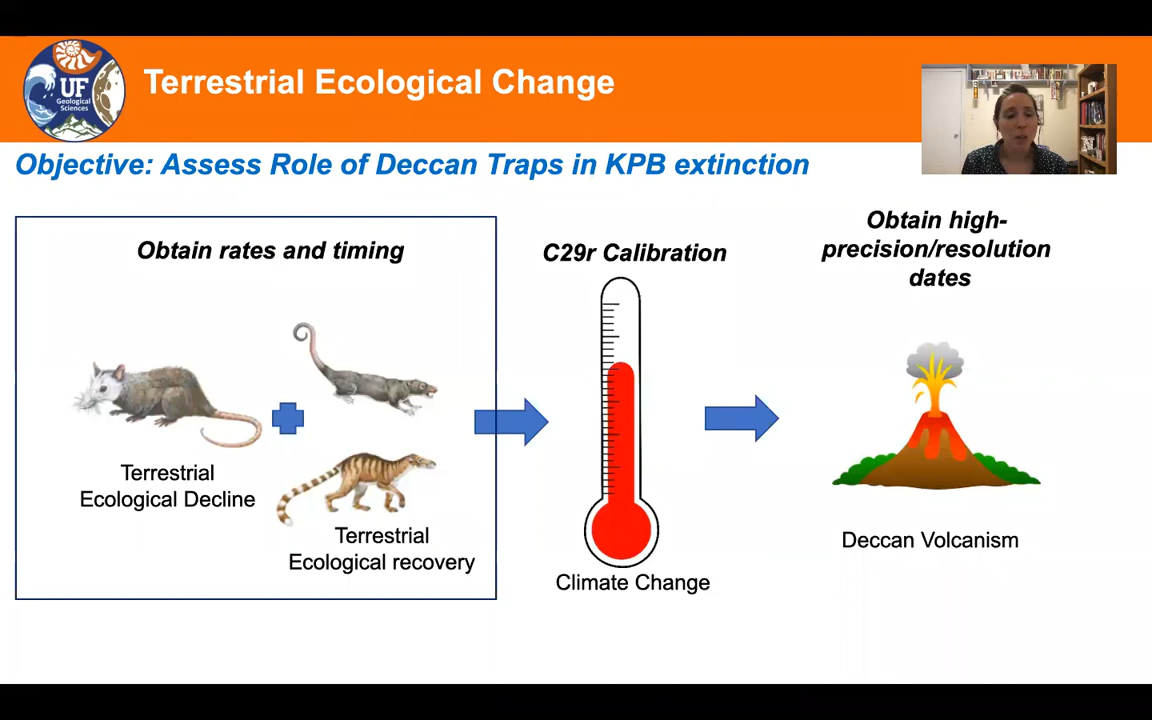 UF
Geological
Sciences
Terrestrial Ecological Change
Objective: Assess Role of Deccan Traps in KPB extinction
Obtain rates and timing
Terrestrial
Ecological Decline
Terrestrial
Ecological recovery
C29r Calibration
Climate Change
Obtain high-
precision/resolution
dates
Deccan Volcanism